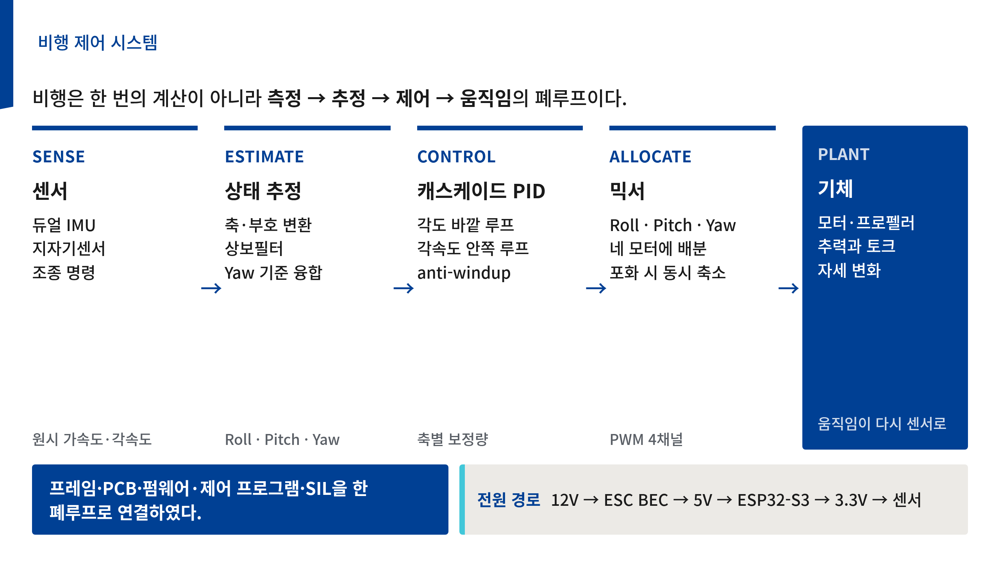 비행 제어 시스템
비행은 한 번의 계산이 아니라 측정 → 추정 → 제어 → 움직임의 폐루프이다.
SENSE
센서
듀얼 IMU
지자기센서
조종 명령
원시 가속도·각속도
→
ESTIMATE
상태 추정
축·부호 변환
상보필터
Yaw 기준 융합
Roll · Pitch · Yaw
→
CONTROL
캐스케이드 PID
각도 바깥 루프
각속도 안쪽 루프
anti-windup
축별 보정량
→
ALLOCATE
믹서
Roll · Pitch · Yaw
네 모터에 배분
포화 시 동시 축소
PWM 4채널
→
PLANT
기체
모터·프로펠러
추력과 토크
자세 변화
움직임이 다시 센서로
프레임·PCB·펌웨어·제어 프로그램·SIL을 한
폐루프로 연결하였다.
전원 경로 12V → ESC BEC → 5V → ESP32-S3 → 3.3V → 센서